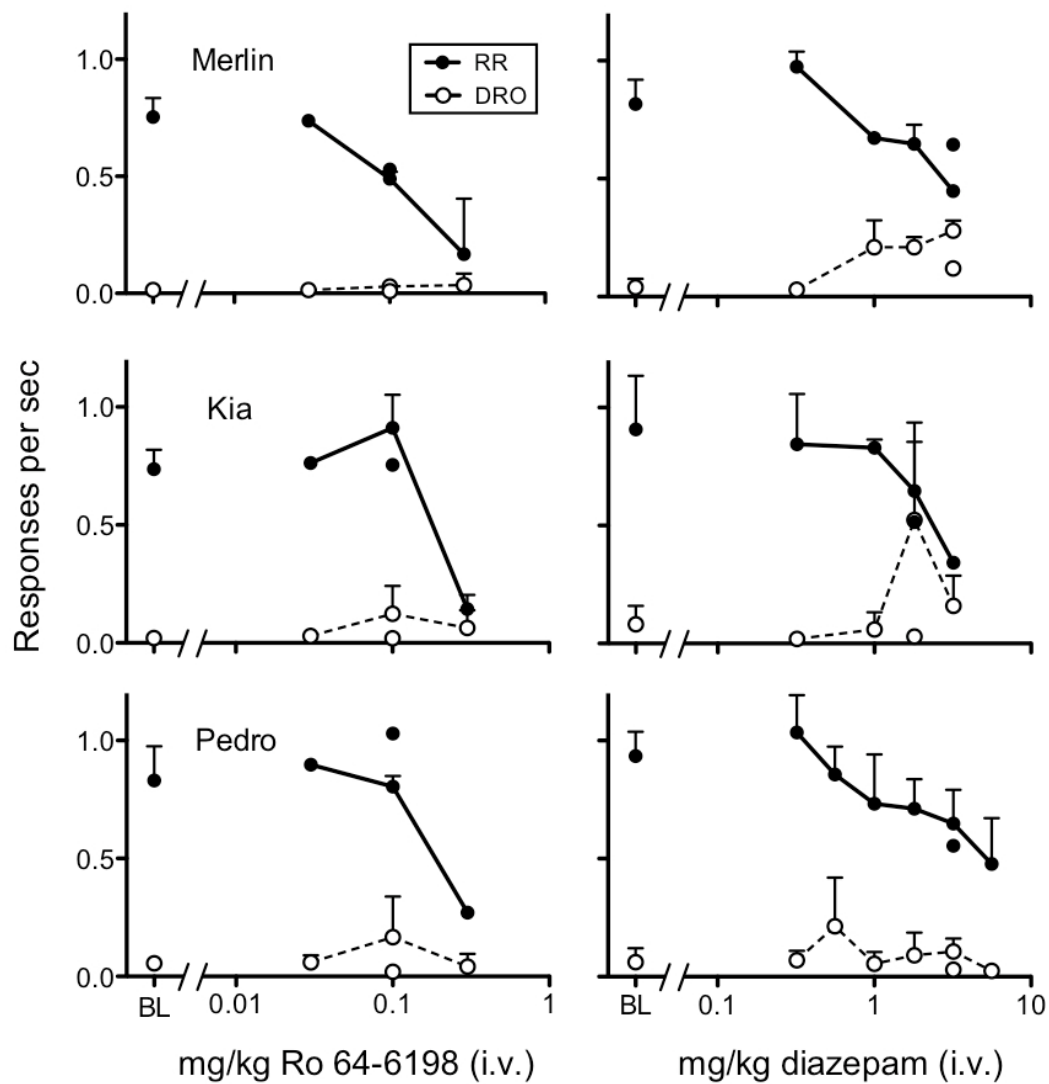 Merlin
RR
DRO
1.0
0.5
0.0
Kia
1.0
0.5
0.0
Responses per sec
Pedro
1.0
0.5
0.0
BL 0.01 0.1 1
BL 0.1 1 10
mg/kg Ro 64-6198 (i.v.)
mg/kg diazepam (i.v.)